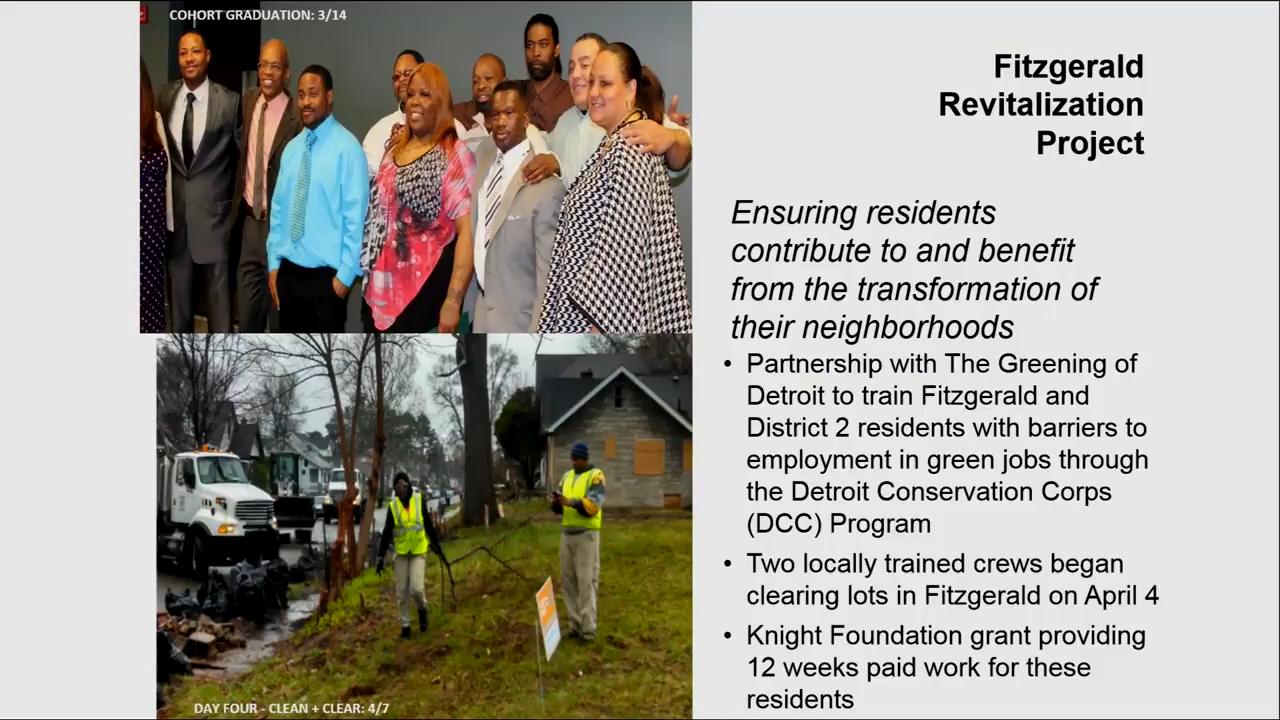 COHORT GRADUATION: 3/14
Fitzgerald
Revitalization
Project
Ensuring residents
contribute to and benefit
from the transformation of
their neighborhoods
• Partnership with The Greening of
Detroit to train Fitzgerald and
District 2 residents with barriers to
employment in green jobs through
the Detroit Conservation Corps
(DCC) Program
• Two locally trained crews began
clearing lots in Fitzgerald on April 4
• Knight Foundation grant providing
12 weeks paid work for these
residents
DAY FOUR - CLEAN + CLEAR: 4/7